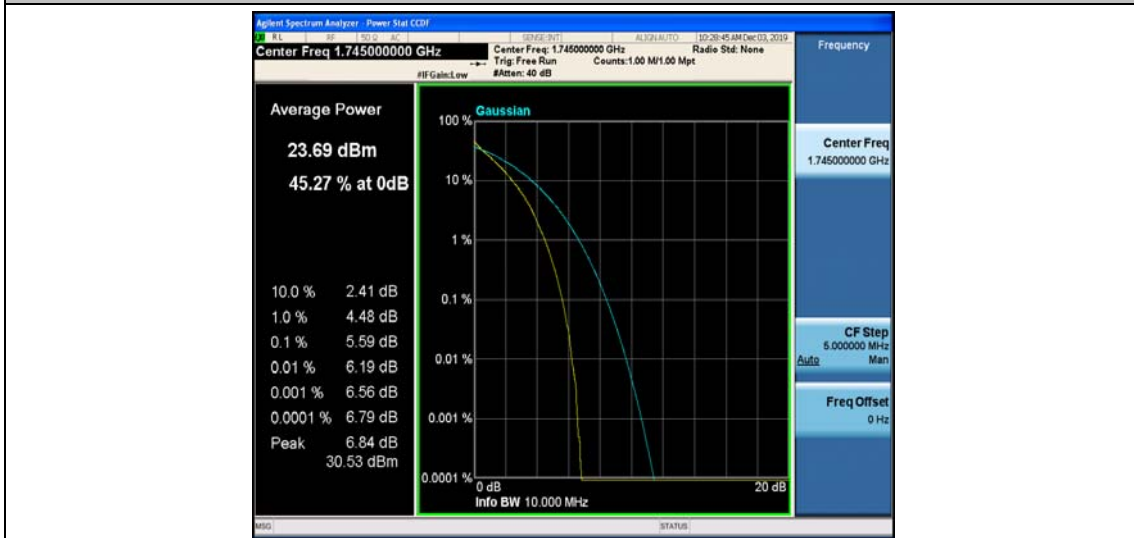 Agilent Spectrum Analyzer - Power Stat CCDF
RL RF 50 Ω AC SENSE:INT ALIGN AUTO 10:28:45 AM Dec 03, 2019
Center Freq 1.745000000 GHz
Center Freq: 1.745000000 GHz Radio Std: None
Trig: Free Run Counts:1.00 M/1.00 Mpt
#IFGain:Low #Atten: 40 dB
Frequency
Average Power
23.69 dBm
45.27 % at 0dB
10.0 % 2.41 dB
1.0 % 4.48 dB
0.1 % 5.59 dB
0.01 % 6.19 dB
0.001 % 6.56 dB
0.0001 % 6.79 dB
Peak 6.84 dB
30.53 dBm
Gaussian
100 %
10 %
1 %
0.1 %
0.01 %
0.001 %
0.0001 %
0 dB 20 dB
Info BW 10.000 MHz
Center Freq
1.745000000 GHz
CF Step
5.000000 MHz
Auto Man
Freq Offset
0 Hz
MSG STATUS